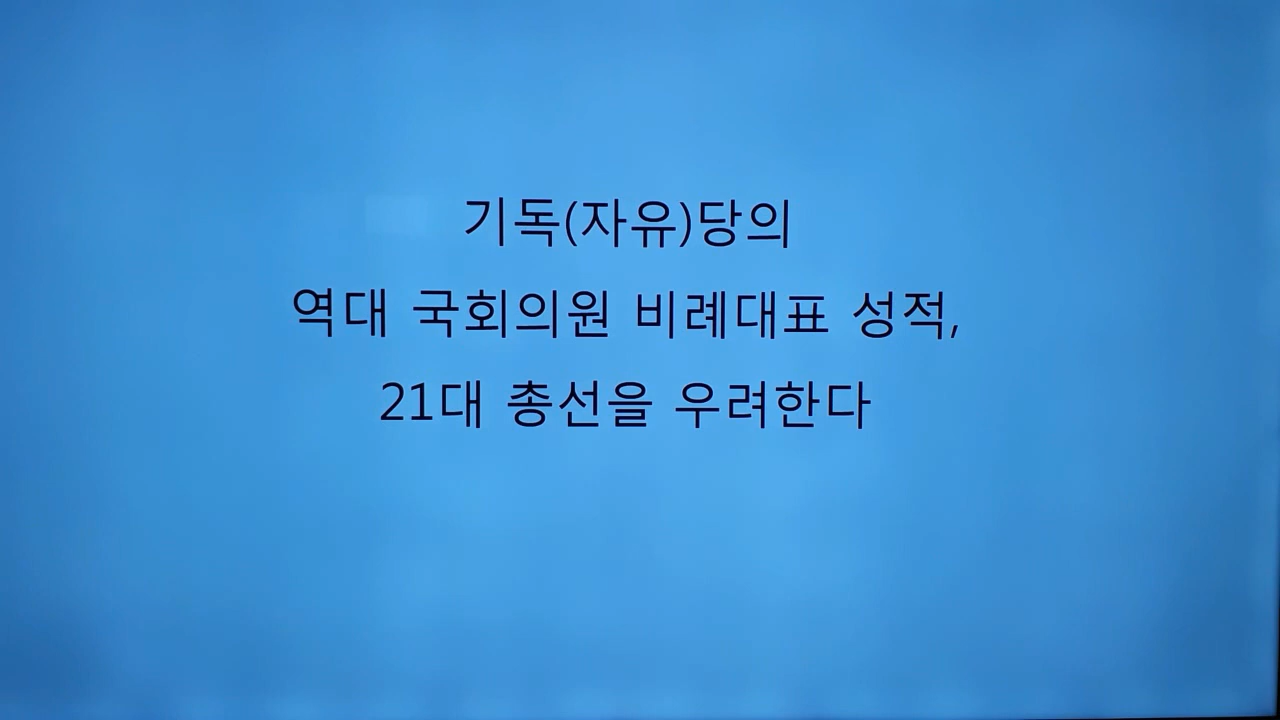 기독(자유)당의
역대 국회의원 비례대표 성적,
21대 총선을 우려한다